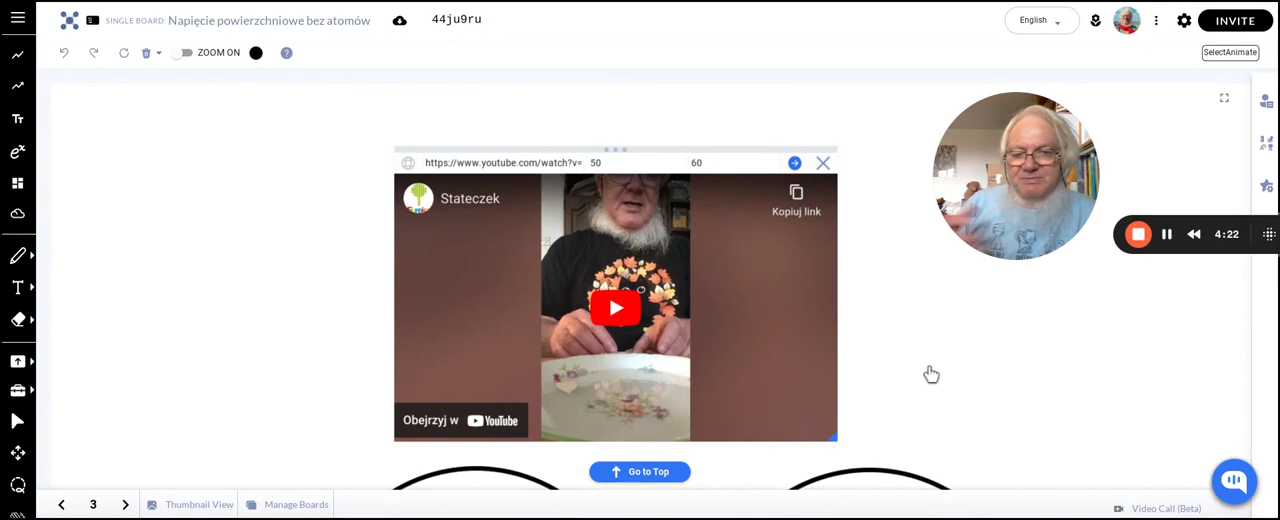 SINGLE BOARD: Napięcie powierzchniowe bez atomów 44ju9ru English INVITE
ZOOM ON SelectAnimate
https://www.youtube.com/watch?v= 50 60
Stateczek
Kopiuj link
4:22
Obejrzyj w YouTube
Go to Top
3 Thumbnail View Manage Boards Video Call (Beta)